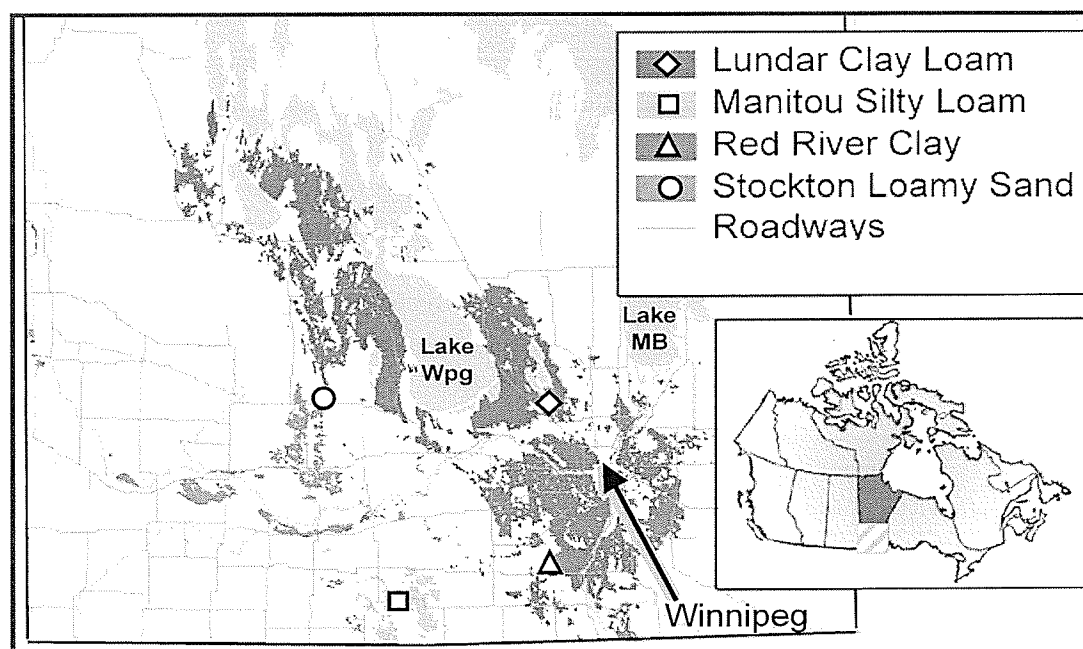 Lundar Clay Loam
Manitou Silty Loam
Red River Clay
Stockton Loamy Sand
Roadways
Lake
MB
Lake
Wpg
Winnipeg